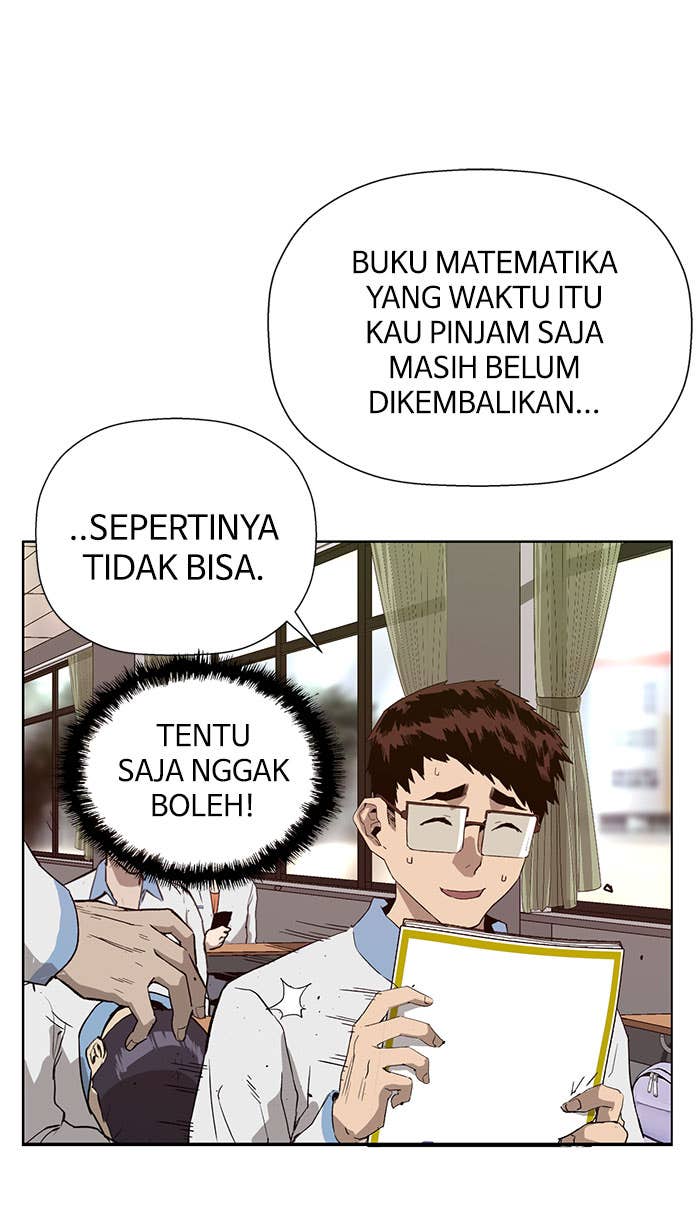 BUKU MATEMATIKA
YANG WAKTU ITU
KAU PINJAM SAJA
MASIH BELUM
DIKEMBALIKAN...
..SEPERTINYA
TIDAK BISA.
TENTU
SAJA NGGAK
BOLEH!